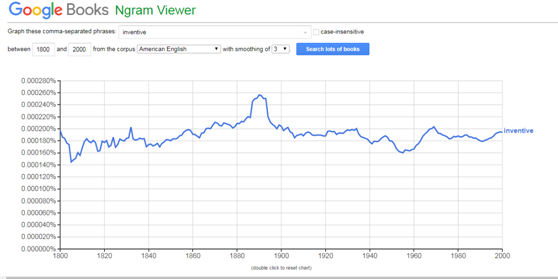 Google Books Ngram Viewer
Graph these comma-separated phrases: inventive case-insensitive
between 1800 and 2000 from the corpus American English with smoothing of 3 Search lots of books
0.000280%
0.000260%
0.000240%
0.000220%
0.000200%
inventive
0.000180%
0.000160%
0.000140%
0.000120%
0.000100%
0.000080%
0.000060%
0.000040%
0.000020%
0.000000%
1800 1820 1840 1860 1880 1900 1920 1940 1960 1980 2000
(double click to reset chart)